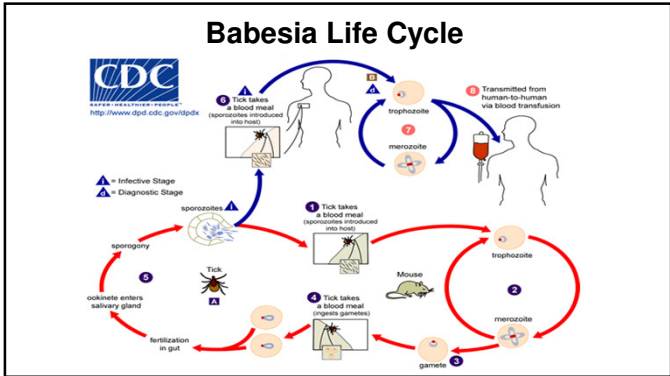 Babesia Life Cycle
CDC
SAFER • HEALTHIER • PEOPLE™
http://www.dpd.cdc.gov/dpdx
i
6 Tick takes
a blood meal
(sporozoites introduced
into host)
B
d
trophozoite
7
merozoite
8 Transmitted from
human-to-human
via blood transfusion
i = Infective Stage
d = Diagnostic Stage
sporozoites i
1 Tick takes
a blood meal
(sporozoites introduced
into host)
trophozoite
sporogony
5
Tick
A
Mouse
2
ookinete enters
salivary gland
4 Tick takes
a blood meal
(ingests gametes)
merozoite
fertilization
in gut
gamete 3